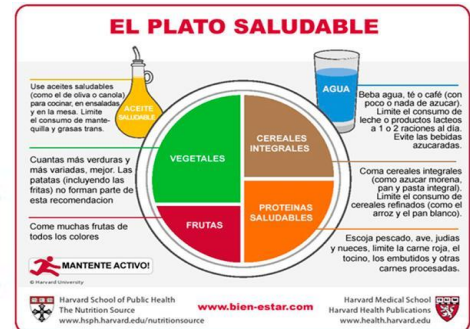 EL PLATO SALUDABLE
Use aceites saludables
(como el de oliva o canola)
para cocinar, en ensaladas
y en la mesa. Limite
el consumo de mante-
quilla y grasas trans.
ACEITE
SALUDABLE
AGUA
Beba agua, té o café (con
poco o nada de azucar).
Limite el consumo de
leche o productos lacteos
a 1 o 2 raciones al día.
Evite las bebidas
azucaradas.
VEGETALES
CEREALES
INTEGRALES
FRUTAS
PROTEINAS
SALUDABLES
Cuantas más verduras y
más variadas, mejor. Las
patatas (incluyendo las
fritas) no forman parte de
esta recomendation
Come muchas frutas de
todos los colores
Coma cereales integrales
(como azucar morena,
pan y pasta integral).
Limite el consumo de
cereales refinados (como el
arroz y el pan blanco).
Escoja pescado, ave, judias
y nueces, limite la carne roja, el
tocino, los embutidos y otras
carnes procesadas.
MANTENTE ACTIVO!
© Harvard University
Harvard School of Public Health
The Nutrition Source
www.hsph.harvard.edu/nutritionsource
www.bien-estar.com
Harvard Medical School
Harvard Health Publications
www.health.harvard.edu